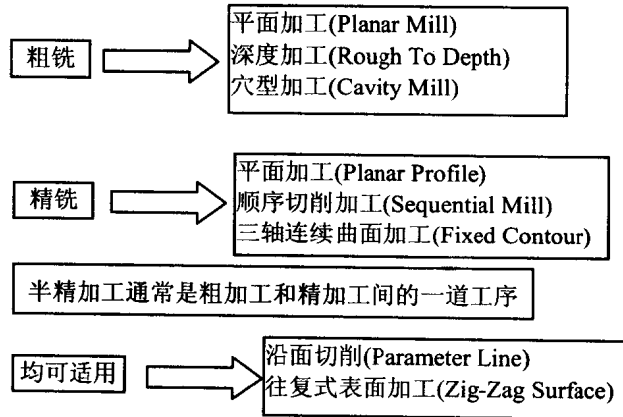 粗铣
平面加工(Planar Mill)
深度加工(Rough To Depth)
穴型加工(Cavity Mill)
精铣
平面加工(Planar Profile)
顺序切削加工(Sequential Mill)
三轴连续曲面加工(Fixed Contour)
半精加工通常是粗加工和精加工间的一道工序
均可适用
沿面切削(Parameter Line)
往复式表面加工(Zig-Zag Surface)